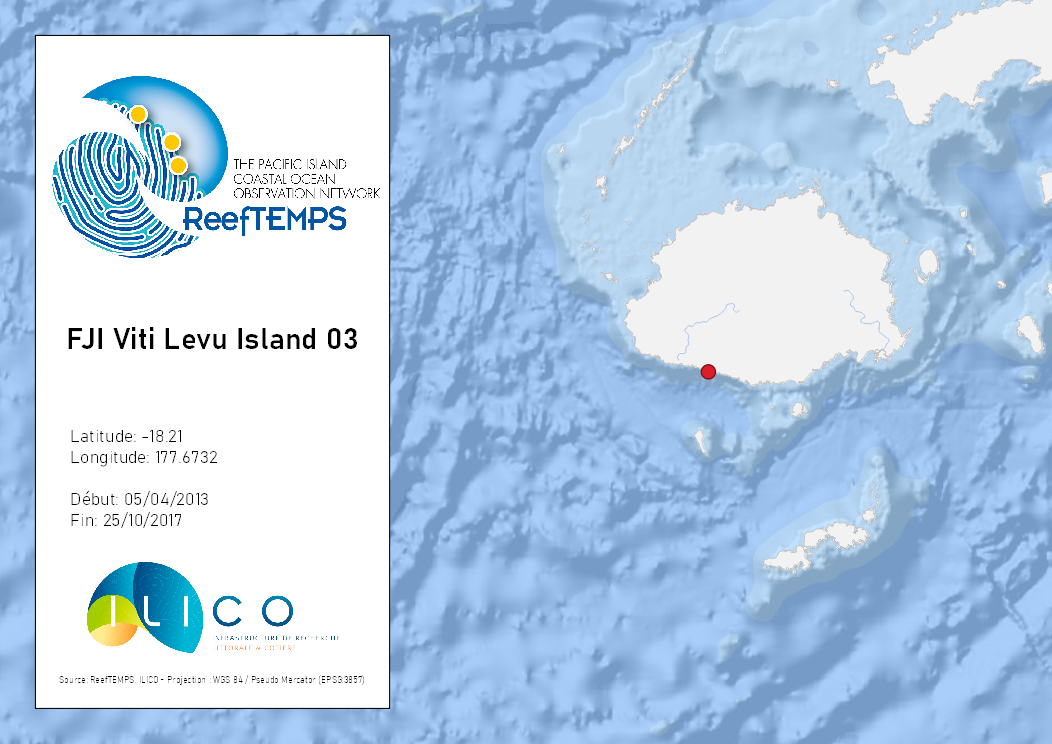 THE PACIFIC ISLAND
COASTAL OCEAN
OBSERVATION NETWORK
ReefTEMPS
FJI Viti Levu Island 03
Latitude: -18.21
Longitude: 177.6732
Début: 05/04/2013
Fin: 25/10/2017
ILICO
INFRASTRUCTURE DE RECHERCHE
LITTORALE & CÔTIÈRE
Source: ReefTEMPS, ILICO - Projection : WGS 84 / Pseudo Mercator (EPSG:3857)